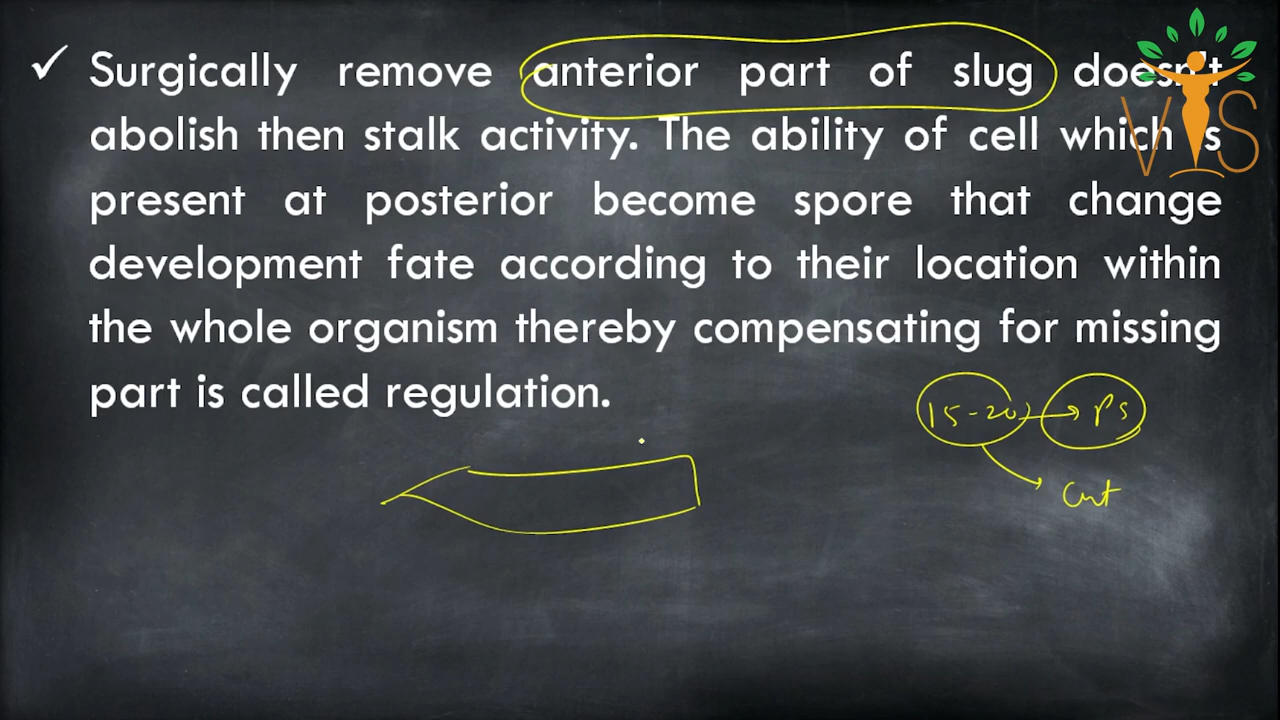 ✓ Surgically remove anterior part of slug doesn't
abolish then stalk activity. The ability of cell which is
present at posterior become spore that change
development fate according to their location within
the whole organism thereby compensating for missing
part is called regulation.
15-20 → Ps
Cut
VIS